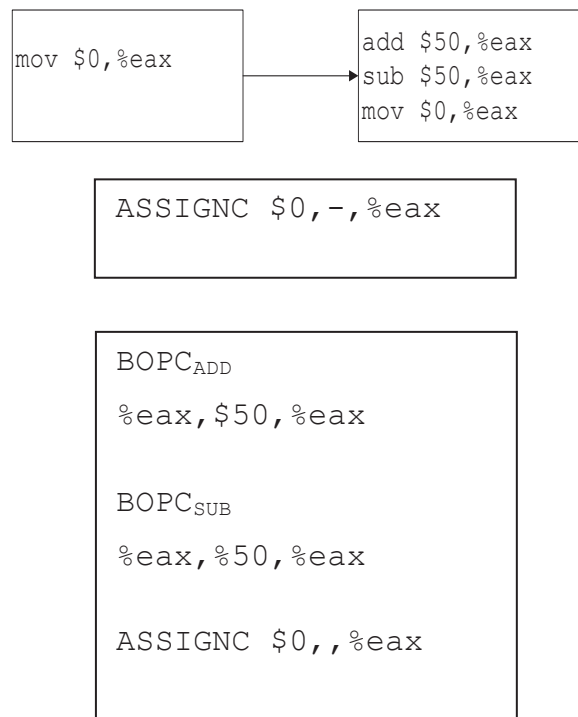 mov $0,%eax
add $50,%eax
sub $50,%eax
mov $0,%eax
ASSIGNC $0,-,%eax
BOPCADD
%eax,$50,%eax
BOPCSUB
%eax,%50,%eax
ASSIGNC $0,,%eax